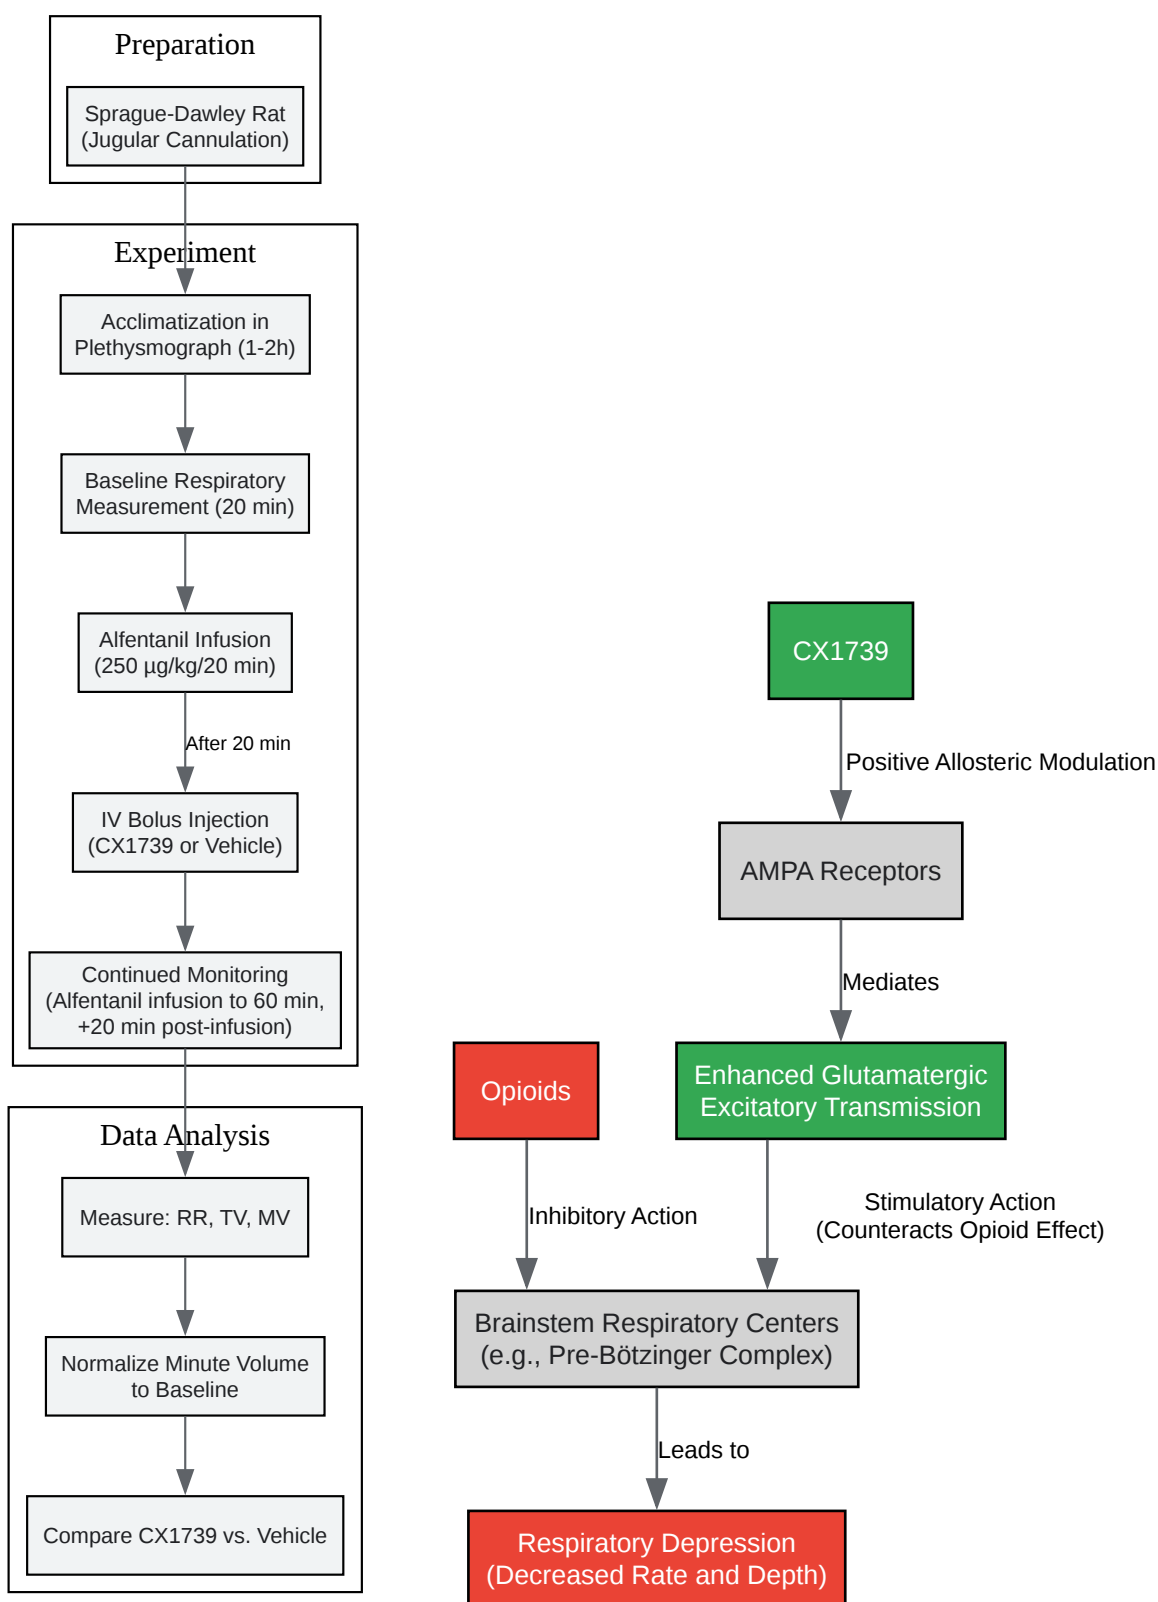 Preparation
Sprague-Dawley Rat
(Jugular Cannulation)
Experiment
Acclimatization in
Plethysmograph (1-2h)
Baseline Respiratory
Measurement (20 min)
Alfentanil Infusion
(250 µg/kg/20 min)
After 20 min
IV Bolus Injection
(CX1739 or Vehicle)
Continued Monitoring
(Alfentanil infusion to 60 min,
+20 min post-infusion)
Data Analysis
Measure: RR, TV, MV
Normalize Minute Volume
to Baseline
Compare CX1739 vs. Vehicle
CX1739
Positive Allosteric Modulation
AMPA Receptors
Mediates
Opioids
Enhanced Glutamatergic
Excitatory Transmission
Inhibitory Action
Stimulatory Action
(Counteracts Opioid Effect)
Brainstem Respiratory Centers
(e.g., Pre-Bötzinger Complex)
Leads to
Respiratory Depression
(Decreased Rate and Depth)